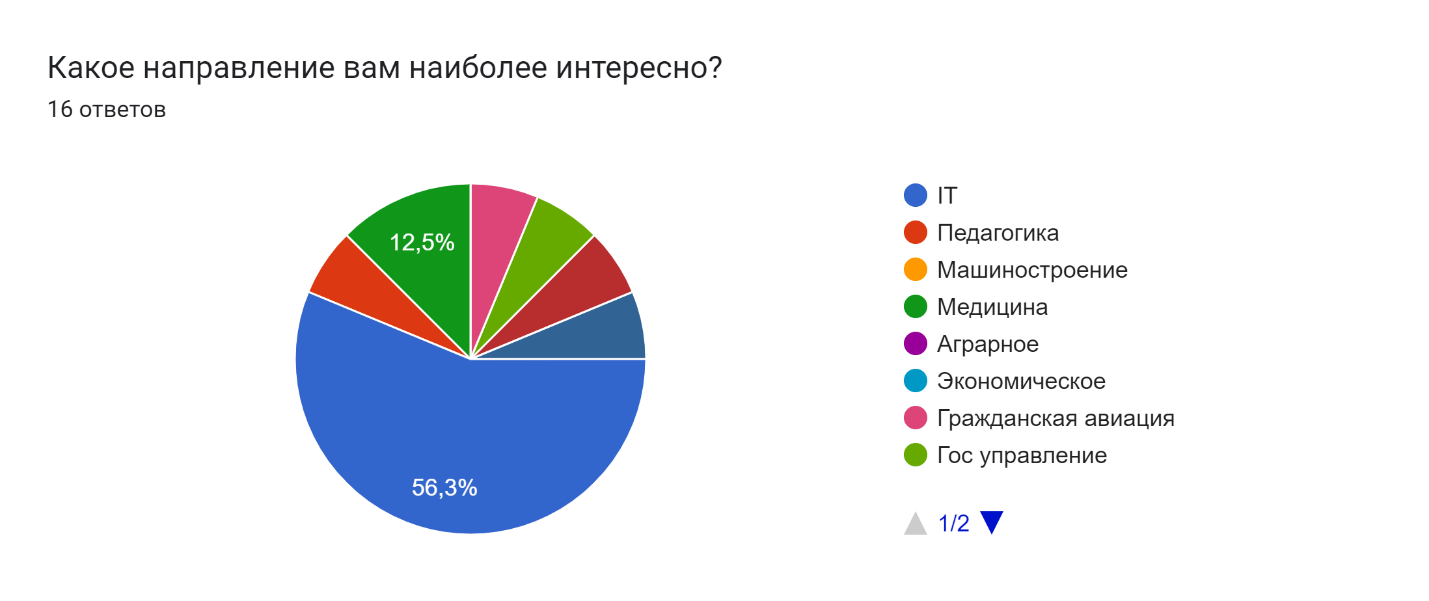 Какое направление вам наиболее интересно?
16 ответов
12,5%
56,3%
IT
Педагогика
Машиностроение
Медицина
Аграрное
Экономическое
Гражданская авиация
Гос управление
1/2